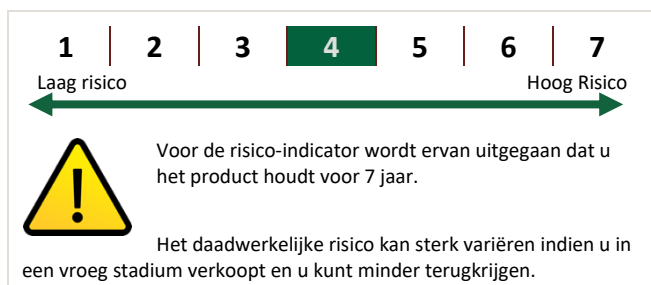 1 2 3 4 5 6 7
Laag risico Hoog Risico
Voor de risico-indicator wordt ervan uitgegaan dat u
het product houdt voor 7 jaar.
Het daadwerkelijke risico kan sterk variëren indien u in
een vroeg stadium verkoopt en u kunt minder terugkrijgen.